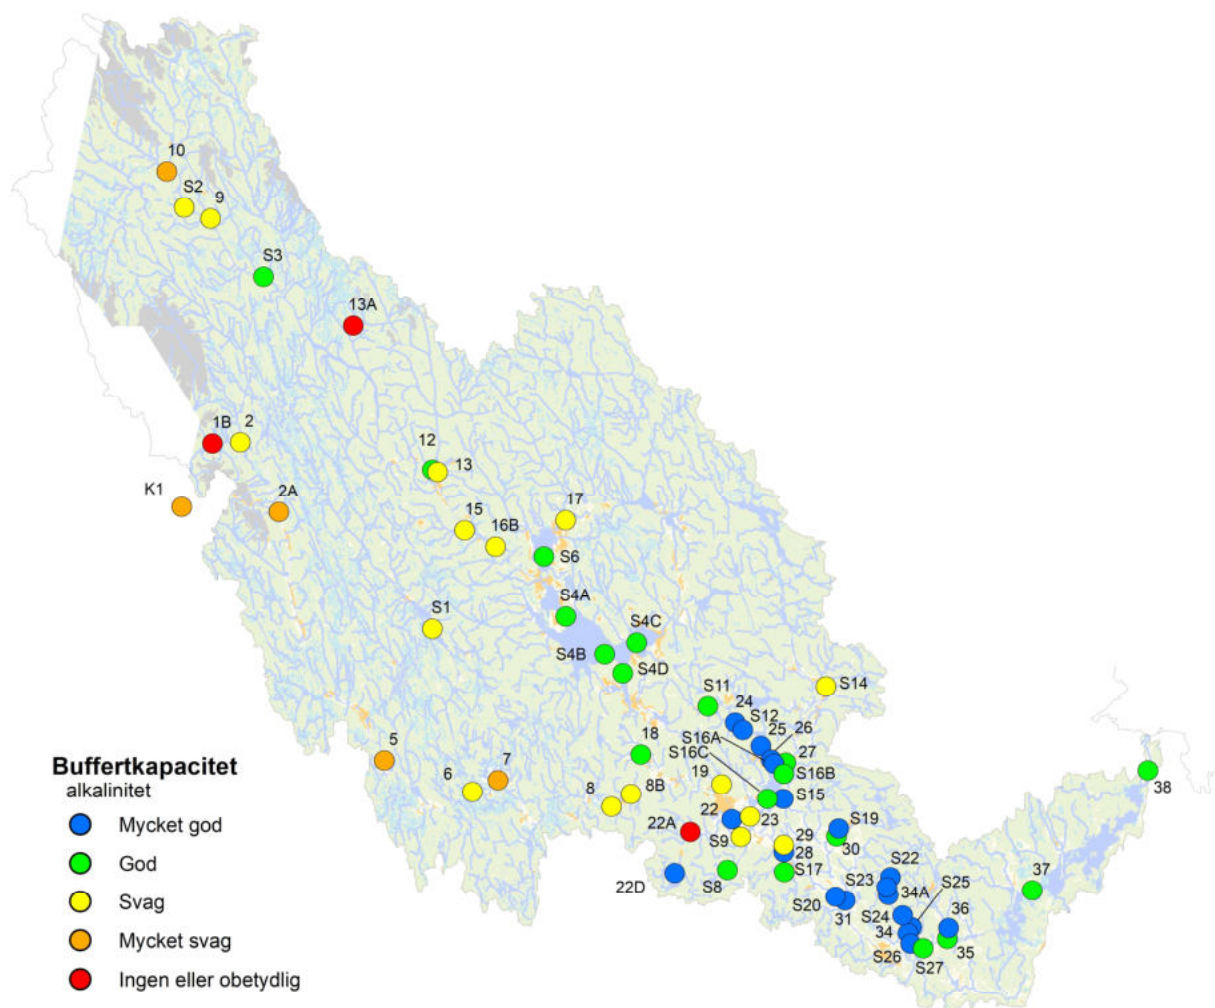 10
S2
9
S3
13A
1B
2
12
13
K1
2A
15
16B
17
S6
S4A
S1
S4C
S4B
S4D
S14
S11
24
S12
25
26
S16A
S16C
27
18
S16B
38
5
7
6
8
8B
19
S15
22
23
S19
22A
S9
29
30
28
22D
S8
S17
S22
S23
S25
37
34A
S20
31
S24
36
34
S26
S27
35
Buffertkapacitet
alkalinitet
Mycket god
God
Svag
Mycket svag
Ingen eller obetydlig